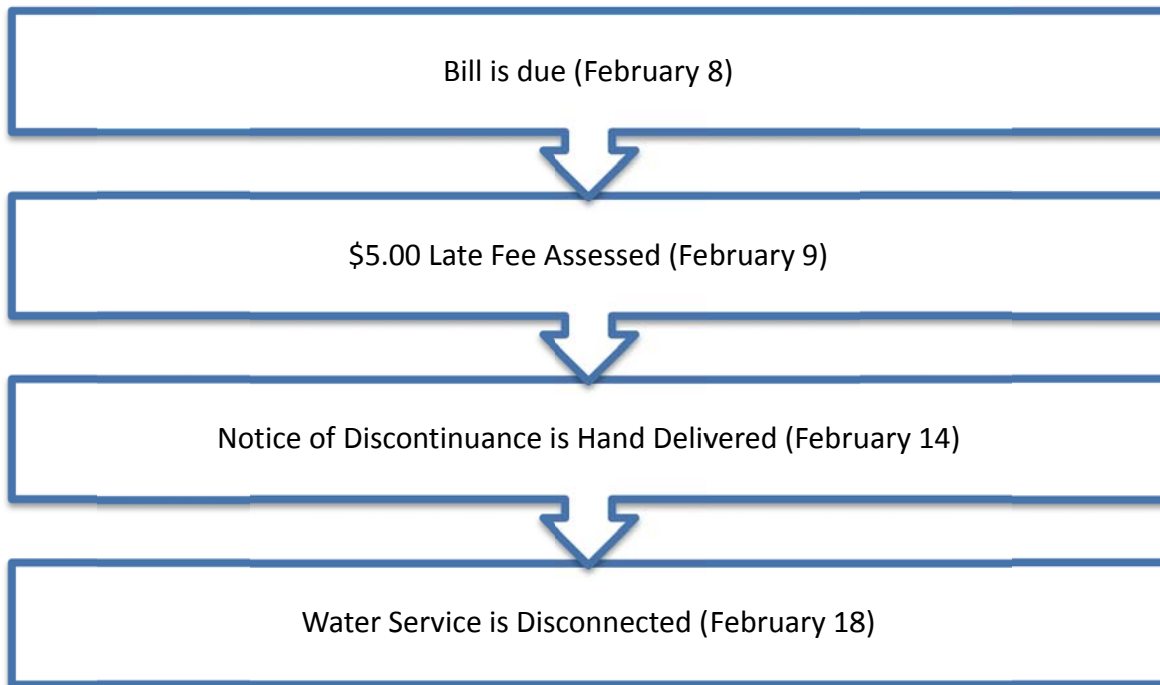 Bill is due (February 8)
$5.00 Late Fee Assessed (February 9)
Notice of Discontinuance is Hand Delivered (February 14)
Water Service is Disconnected (February 18)